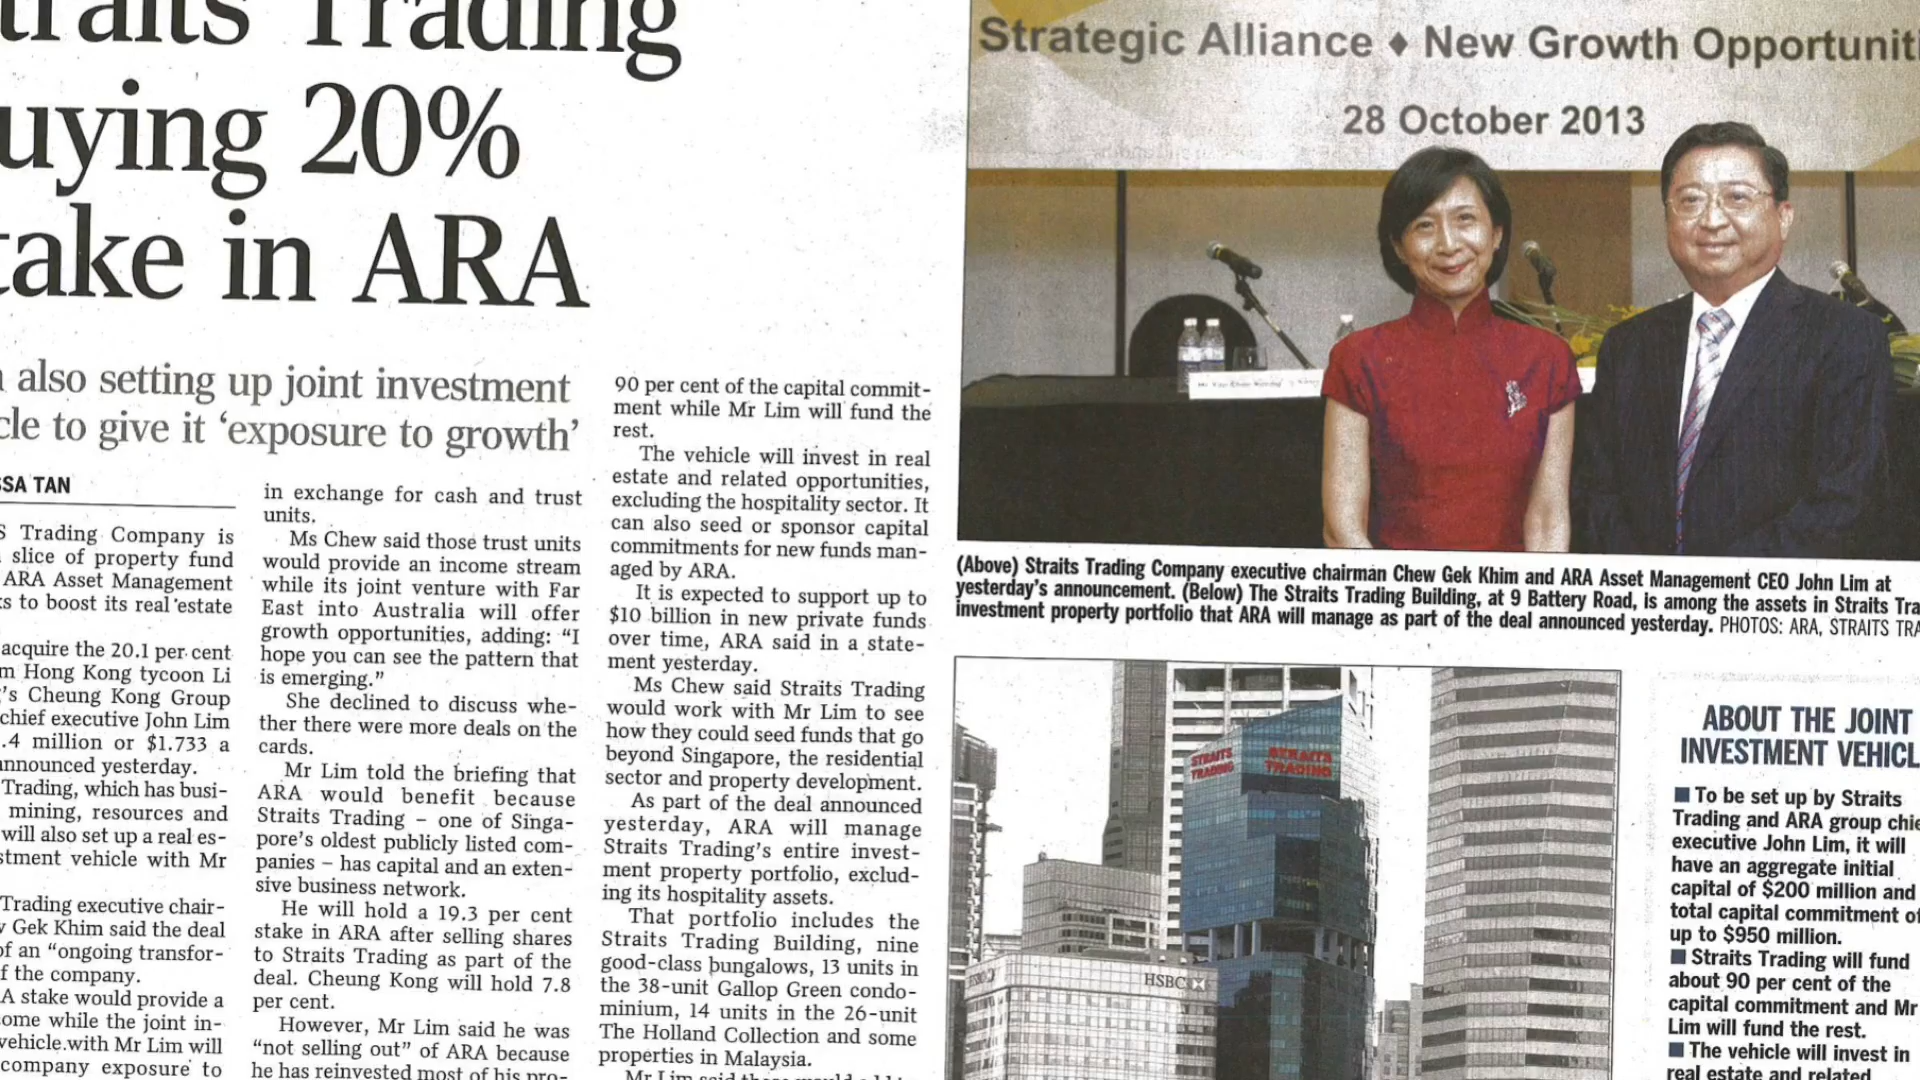 traits Trading
uying 20%
take in ARA
also setting up joint investment
cle to give it ‘exposure to growth’
SSA TAN
S Trading Company is
slice of property fund
ARA Asset Management
s to boost its real estate
acquire the 20.1 per cent
m Hong Kong tycoon Li
’s Cheung Kong Group
chief executive John Lim
.4 million or $1.733 a
announced yesterday.
Trading, which has busi-
mining, resources and
will also set up a real es-
stment vehicle with Mr
Trading executive chair-
w Gek Khim said the deal
of an “ongoing transfor-
f the company.
A stake would provide a
ome while the joint in-
vehicle with Mr Lim will
company exposure to
in exchange for cash and trust
units.
Ms Chew said those trust units
would provide an income stream
while its joint venture with Far
East into Australia will offer
growth opportunities, adding: “I
hope you can see the pattern that
is emerging.”
She declined to discuss whe-
ther there were more deals on the
cards.
Mr Lim told the briefing that
ARA would benefit because
Straits Trading – one of Singa-
pore’s oldest publicly listed com-
panies – has capital and an exten-
sive business network.
He will hold a 19.3 per cent
stake in ARA after selling shares
to Straits Trading as part of the
deal. Cheung Kong will hold 7.8
per cent.
However, Mr Lim said he was
“not selling out” of ARA because
he has reinvested most of his pro-
90 per cent of the capital commit-
ment while Mr Lim will fund the
rest.
The vehicle will invest in real
estate and related opportunities,
excluding the hospitality sector. It
can also seed or sponsor capital
commitments for new funds man-
aged by ARA.
It is expected to support up to
$10 billion in new private funds
over time, ARA said in a state-
ment yesterday.
Ms Chew said Straits Trading
would work with Mr Lim to see
how they could seed funds that go
beyond Singapore, the residential
sector and property development.
As part of the deal announced
yesterday, ARA will manage
Straits Trading’s entire invest-
ment property portfolio, exclud-
ing its hospitality assets.
That portfolio includes the
Straits Trading Building, nine
good-class bungalows, 13 units in
the 38-unit Gallop Green condo-
minium, 14 units in the 26-unit
The Holland Collection and some
properties in Malaysia.
Mr Lim said
Strategic Alliance ♦ New Growth Opportuniti
28 October 2013
(Above) Straits Trading Company executive chairman Chew Gek Khim and ARA Asset Management CEO John Lim at
yesterday’s announcement. (Below) The Straits Trading Building, at 9 Battery Road, is among the assets in Straits Tra
investment property portfolio that ARA will manage as part of the deal announced yesterday. PHOTOS: ARA, STRAITS TRA
STRAITS
TRADING
STRAITS
TRADING
HSBC
ABOUT THE JOINT
INVESTMENT VEHICL
■ To be set up by Straits
Trading and ARA group chie
executive John Lim, it will
have an aggregate initial
capital of $200 million and
total capital commitment of
up to $950 million.
■ Straits Trading will fund
about 90 per cent of the
capital commitment and Mr
Lim will fund the rest.
■ The vehicle will invest in
real estate and related